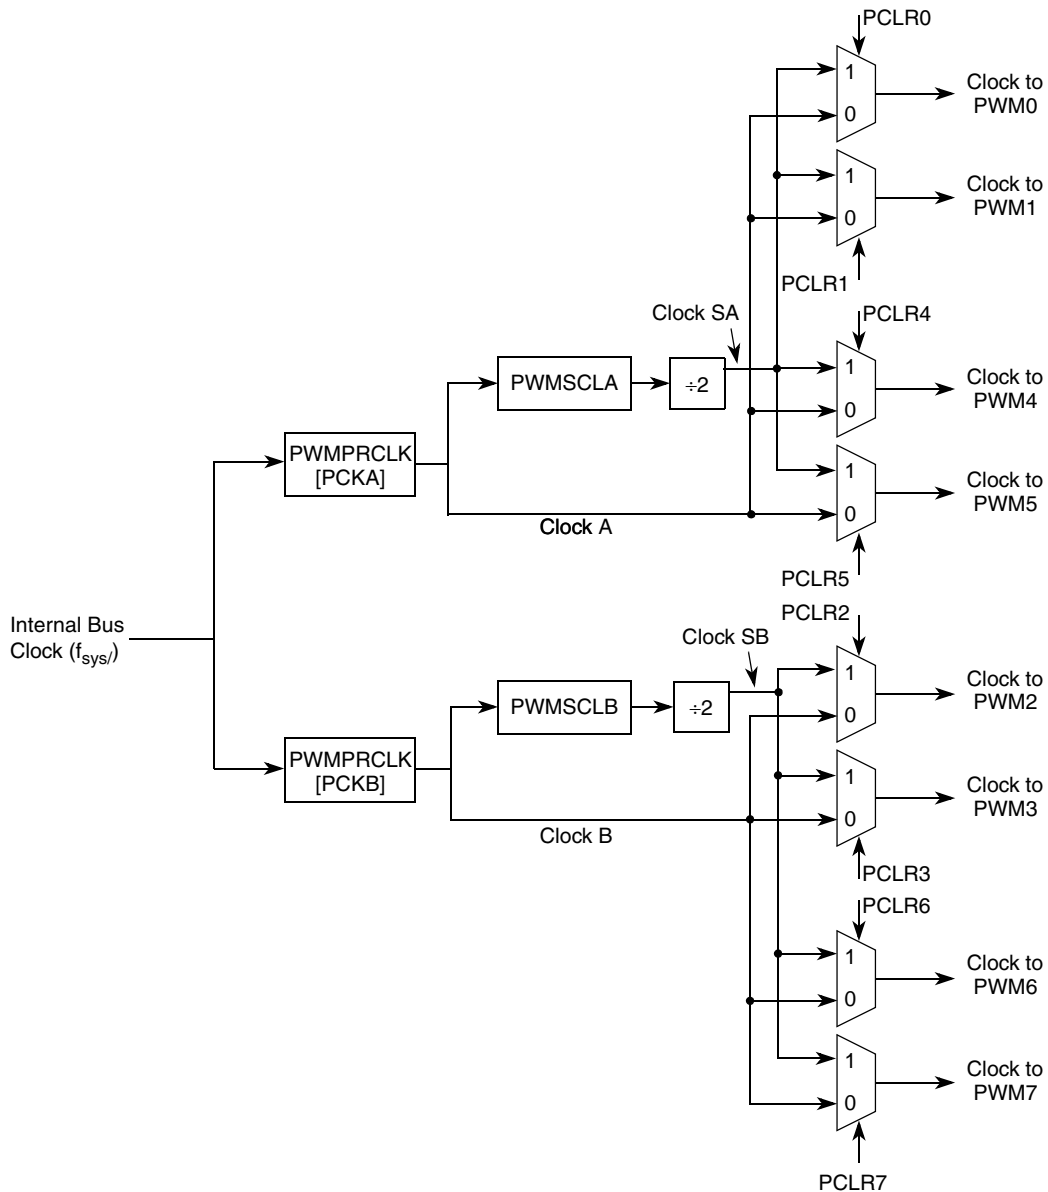 PCLR0
1
0
Clock to
PWM0
1
0
Clock to
PWM1
PCLR1
Clock SA
PCLR4
PWMSCLA
÷2
1
0
Clock to
PWM4
PWMPRCLK
[PCKA]
1
0
Clock to
PWM5
Clock A
PCLR5
Internal Bus
Clock (fsys/)
PCLR2
Clock SB
PWMSCLB
÷2
1
0
Clock to
PWM2
PWMPRCLK
[PCKB]
1
0
Clock to
PWM3
Clock B
PCLR3
PCLR6
1
0
Clock to
PWM6
1
0
Clock to
PWM7
PCLR7